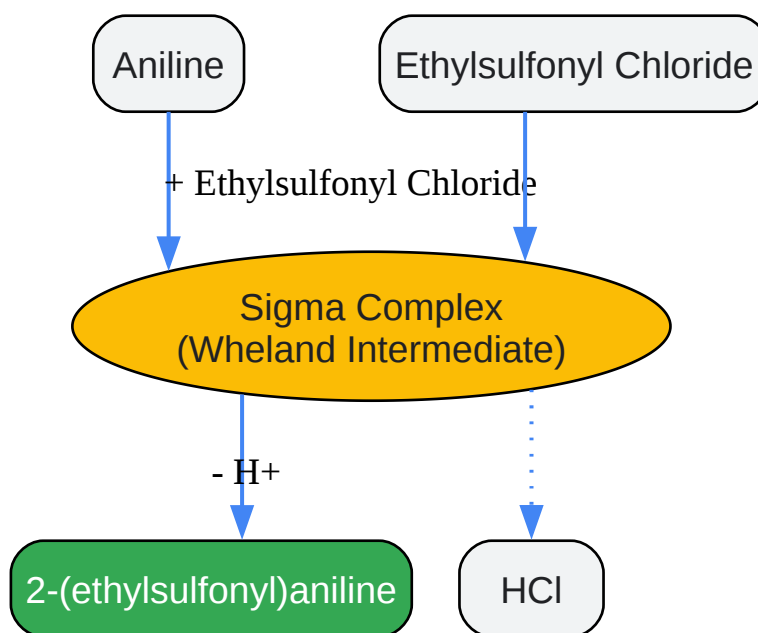 Aniline
Ethylsulfonyl Chloride
+ Ethylsulfonyl Chloride
Sigma Complex
(Wheland Intermediate)
- H+
2-(ethylsulfonyl)aniline
HCl